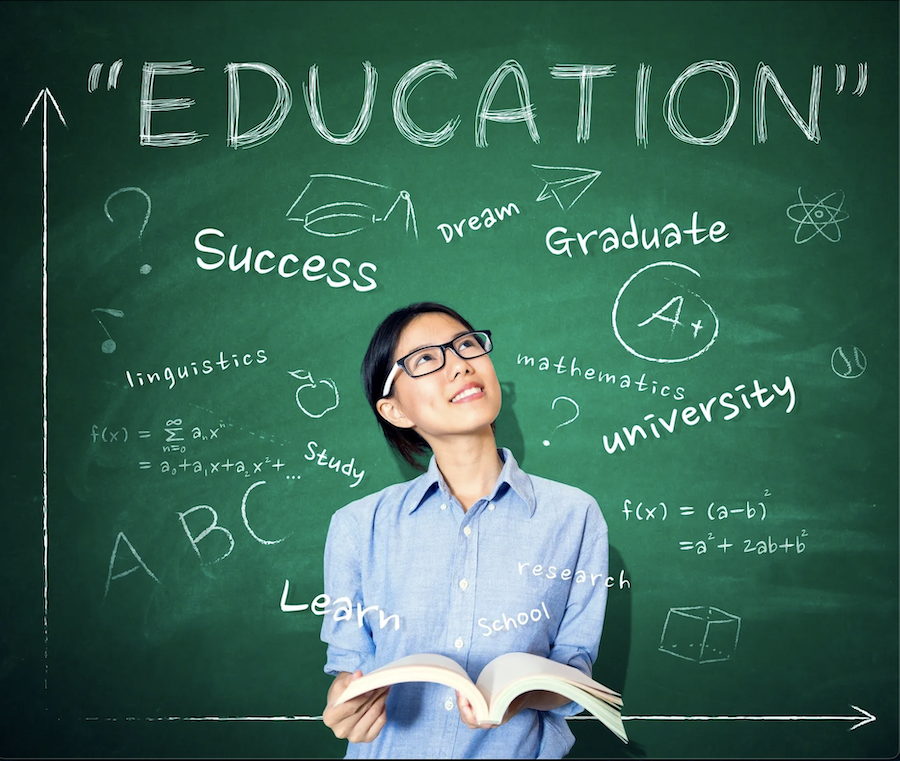 "EDUCATION"
Dream
Graduate
Success
A+
linguistics
mathematics
university
f(x) = ∞Σn=0 aₙxⁿ
= a₀+a₁x+a₂x²+...
Study
A B C
f(x) = (a-b)²
=a²+ 2ab+b²
research
Learn
School